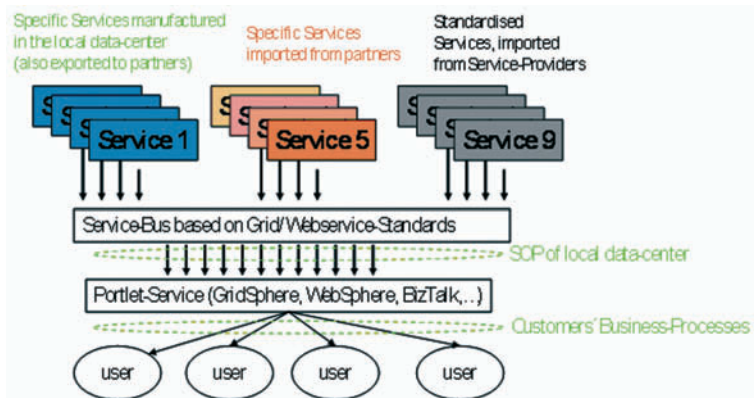 Specific Services manufactured
in the local data-center
(also exported to partners)
Specific Services
imported from partners
Standardised
Services, imported
from Service-Providers
S
S
S
Service 1
S
S
S
Service 5
S
S
S
Service 9
Service-Bus based on Grid/Webservice-Standards
SOP of local data-center
Portlet-Service (GridSphere, WebSphere, BizTalk,...)
Customers' Business-Processes
user
user
user
user